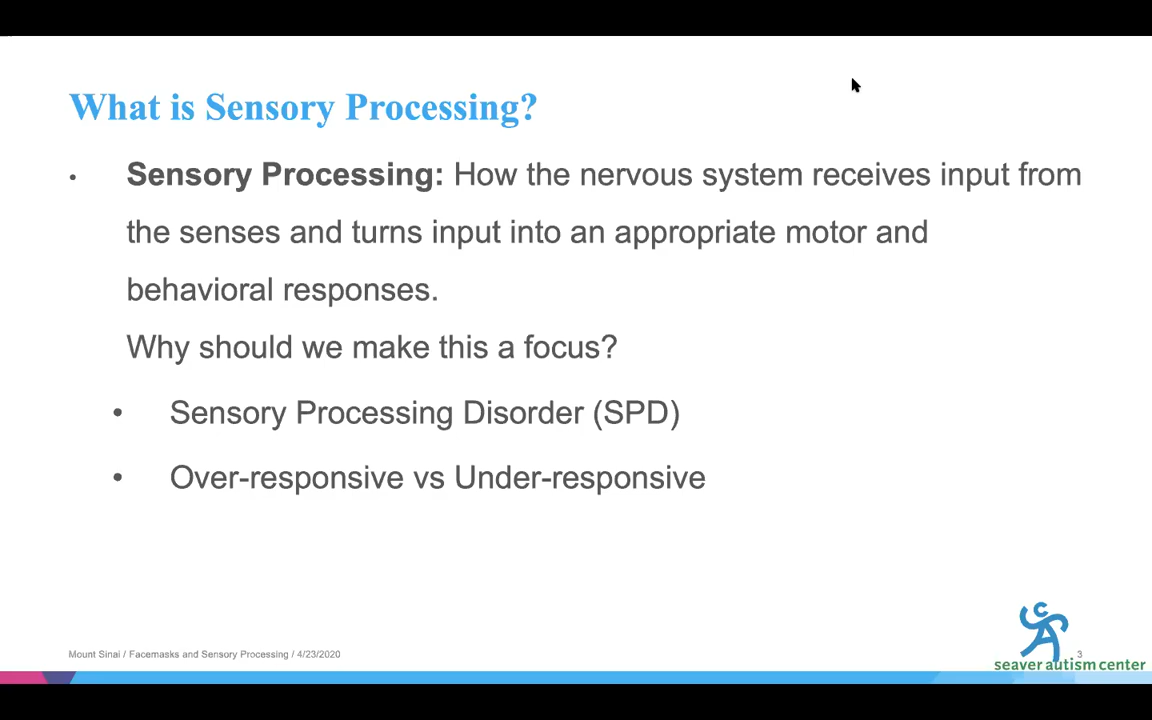 What is Sensory Processing?
• Sensory Processing: How the nervous system receives input from
the senses and turns input into an appropriate motor and
behavioral responses.
Why should we make this a focus?
• Sensory Processing Disorder (SPD)
• Over-responsive vs Under-responsive
Mount Sinai / Facemasks and Sensory Processing / 4/23/2020
3
seaver autism center